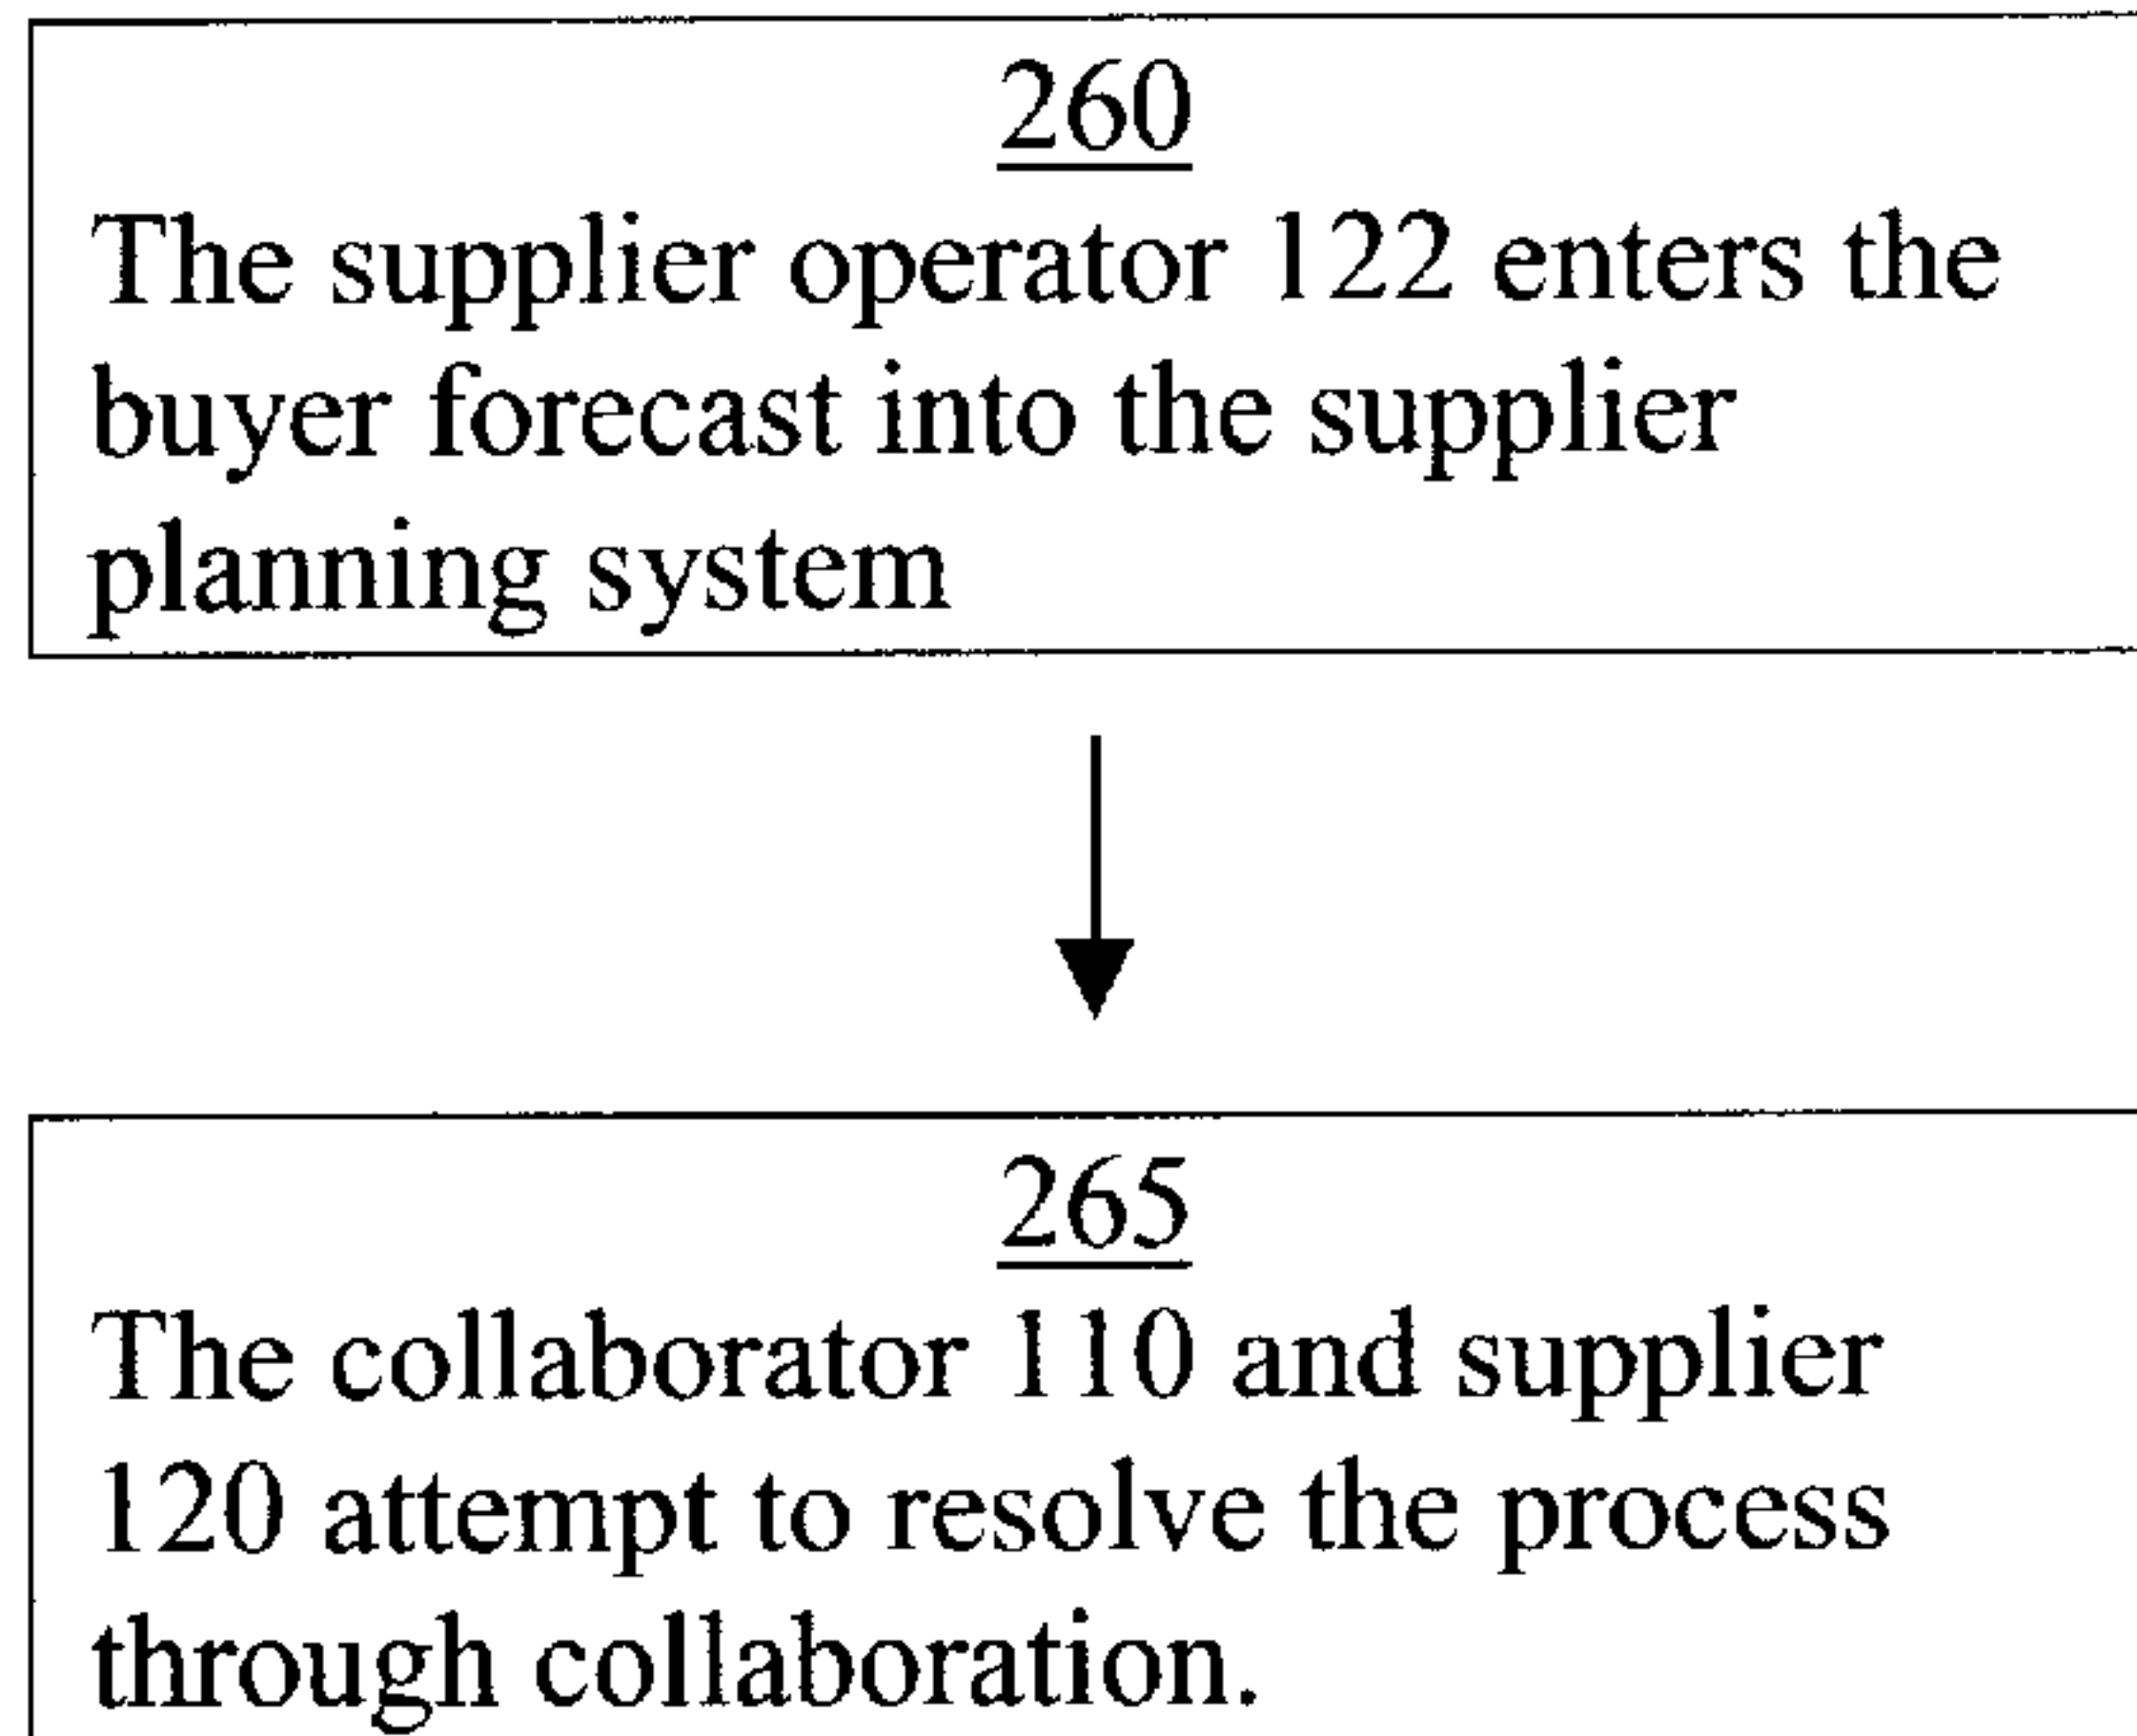 260
The supplier operator 122 enters the
buyer forecast into the supplier
planning system
265
The collaborator 110 and supplier
120 attempt to resolve the process
through collaboration.